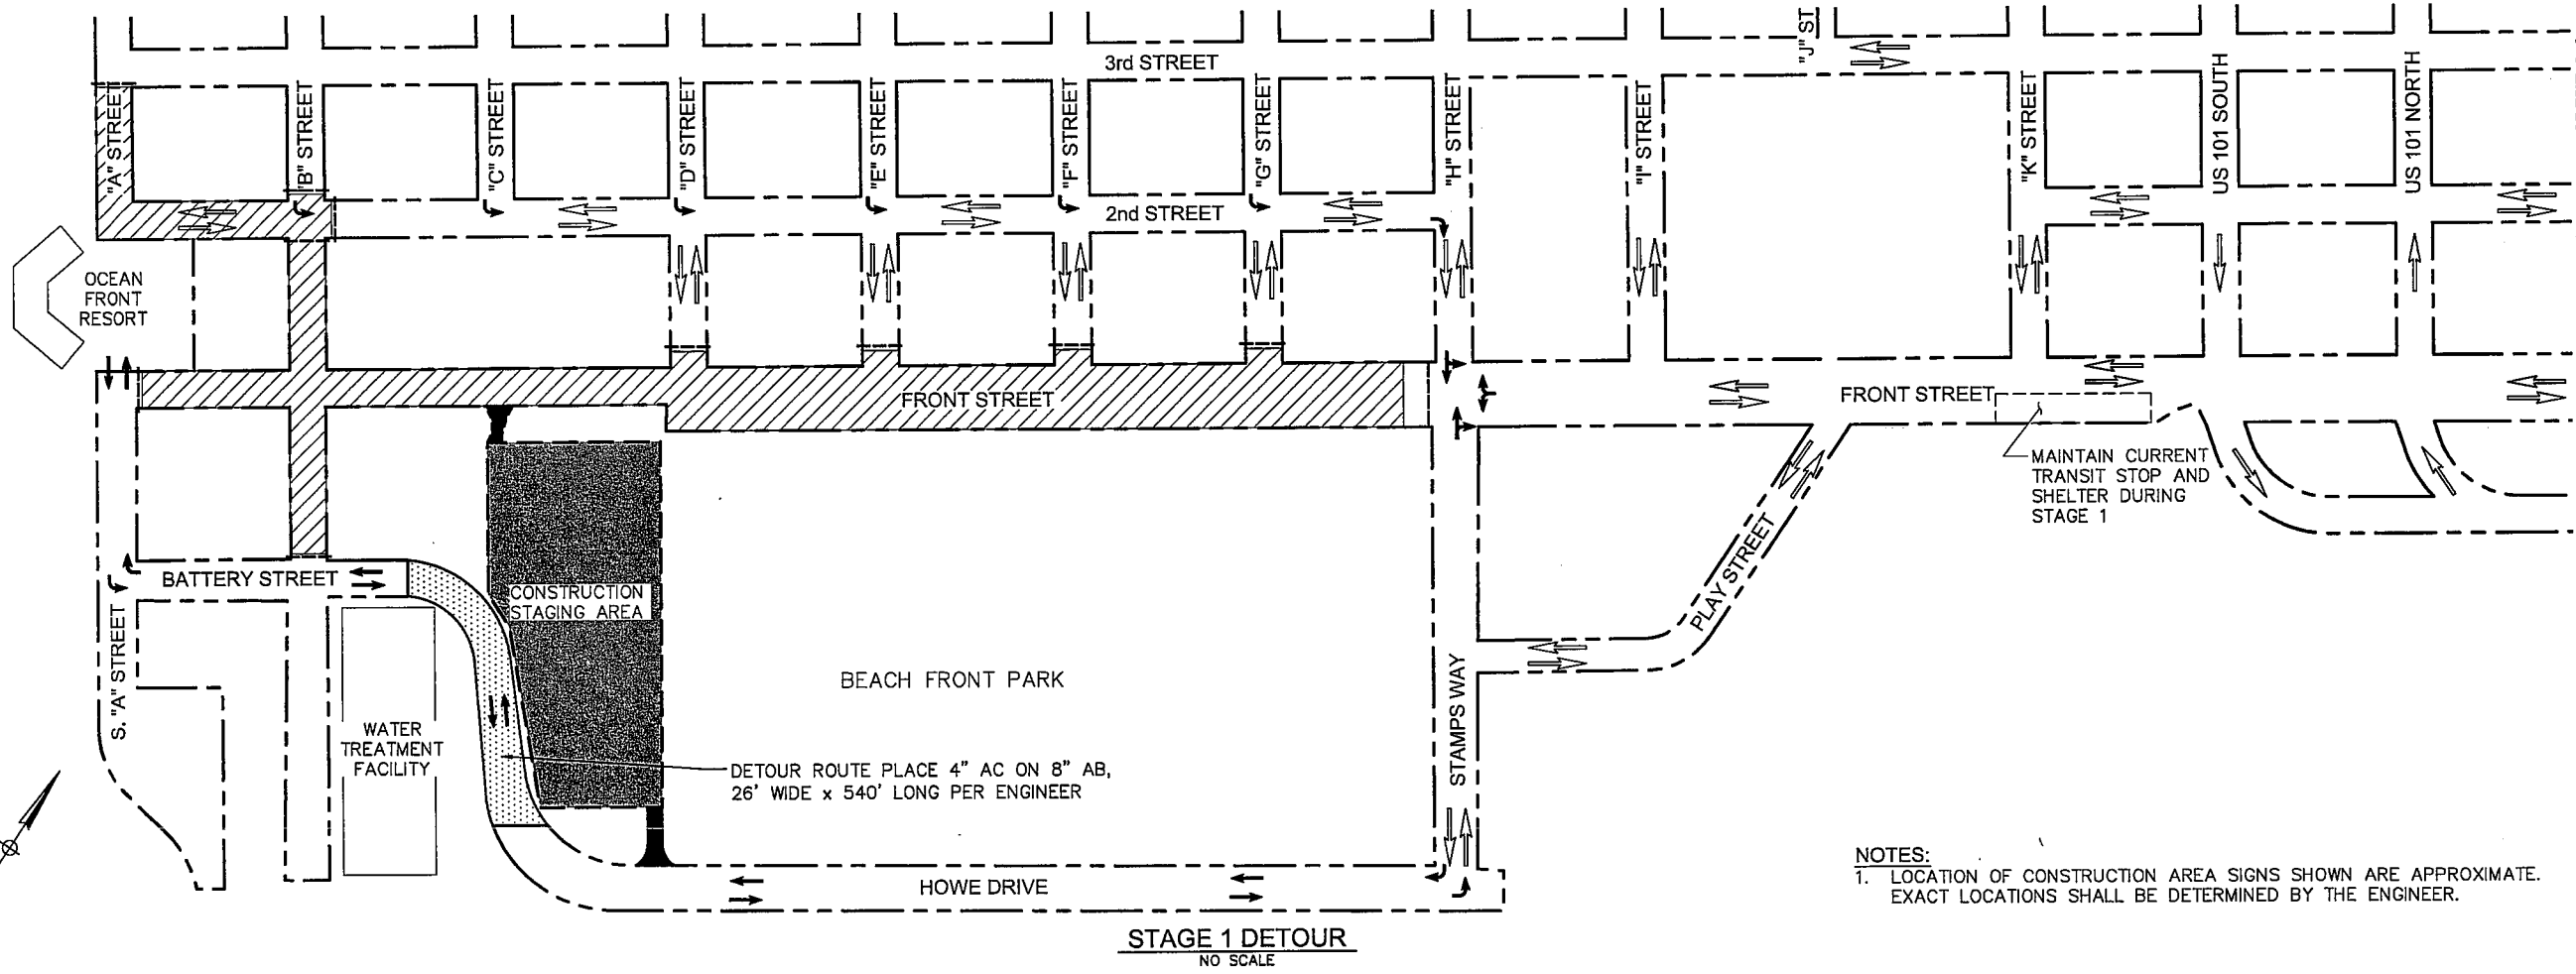 "J" ST
3rd STREET
"A" STREET
"B" STREET
"C" STREET
"D" STREET
"E" STREET
"F" STREET
"G" STREET
"H" STREET
"I" STREET
"K" STREET
US 101 SOUTH
US 101 NORTH
2nd STREET
OCEAN
FRONT
RESORT
FRONT STREET
FRONT STREET
MAINTAIN CURRENT
TRANSIT STOP AND
SHELTER DURING
STAGE 1
BATTERY STREET
CONSTRUCTION
STAGING AREA
PLAY STREET
S. "A" STREET
BEACH FRONT PARK
STAMPS WAY
WATER
TREATMENT
FACILITY
DETOUR ROUTE PLACE 4" AC ON 8" AB,
26' WIDE x 540' LONG PER ENGINEER
HOWE DRIVE
NOTES:
1. LOCATION OF CONSTRUCTION AREA SIGNS SHOWN ARE APPROXIMATE.
EXACT LOCATIONS SHALL BE DETERMINED BY THE ENGINEER.
STAGE 1 DETOUR
NO SCALE